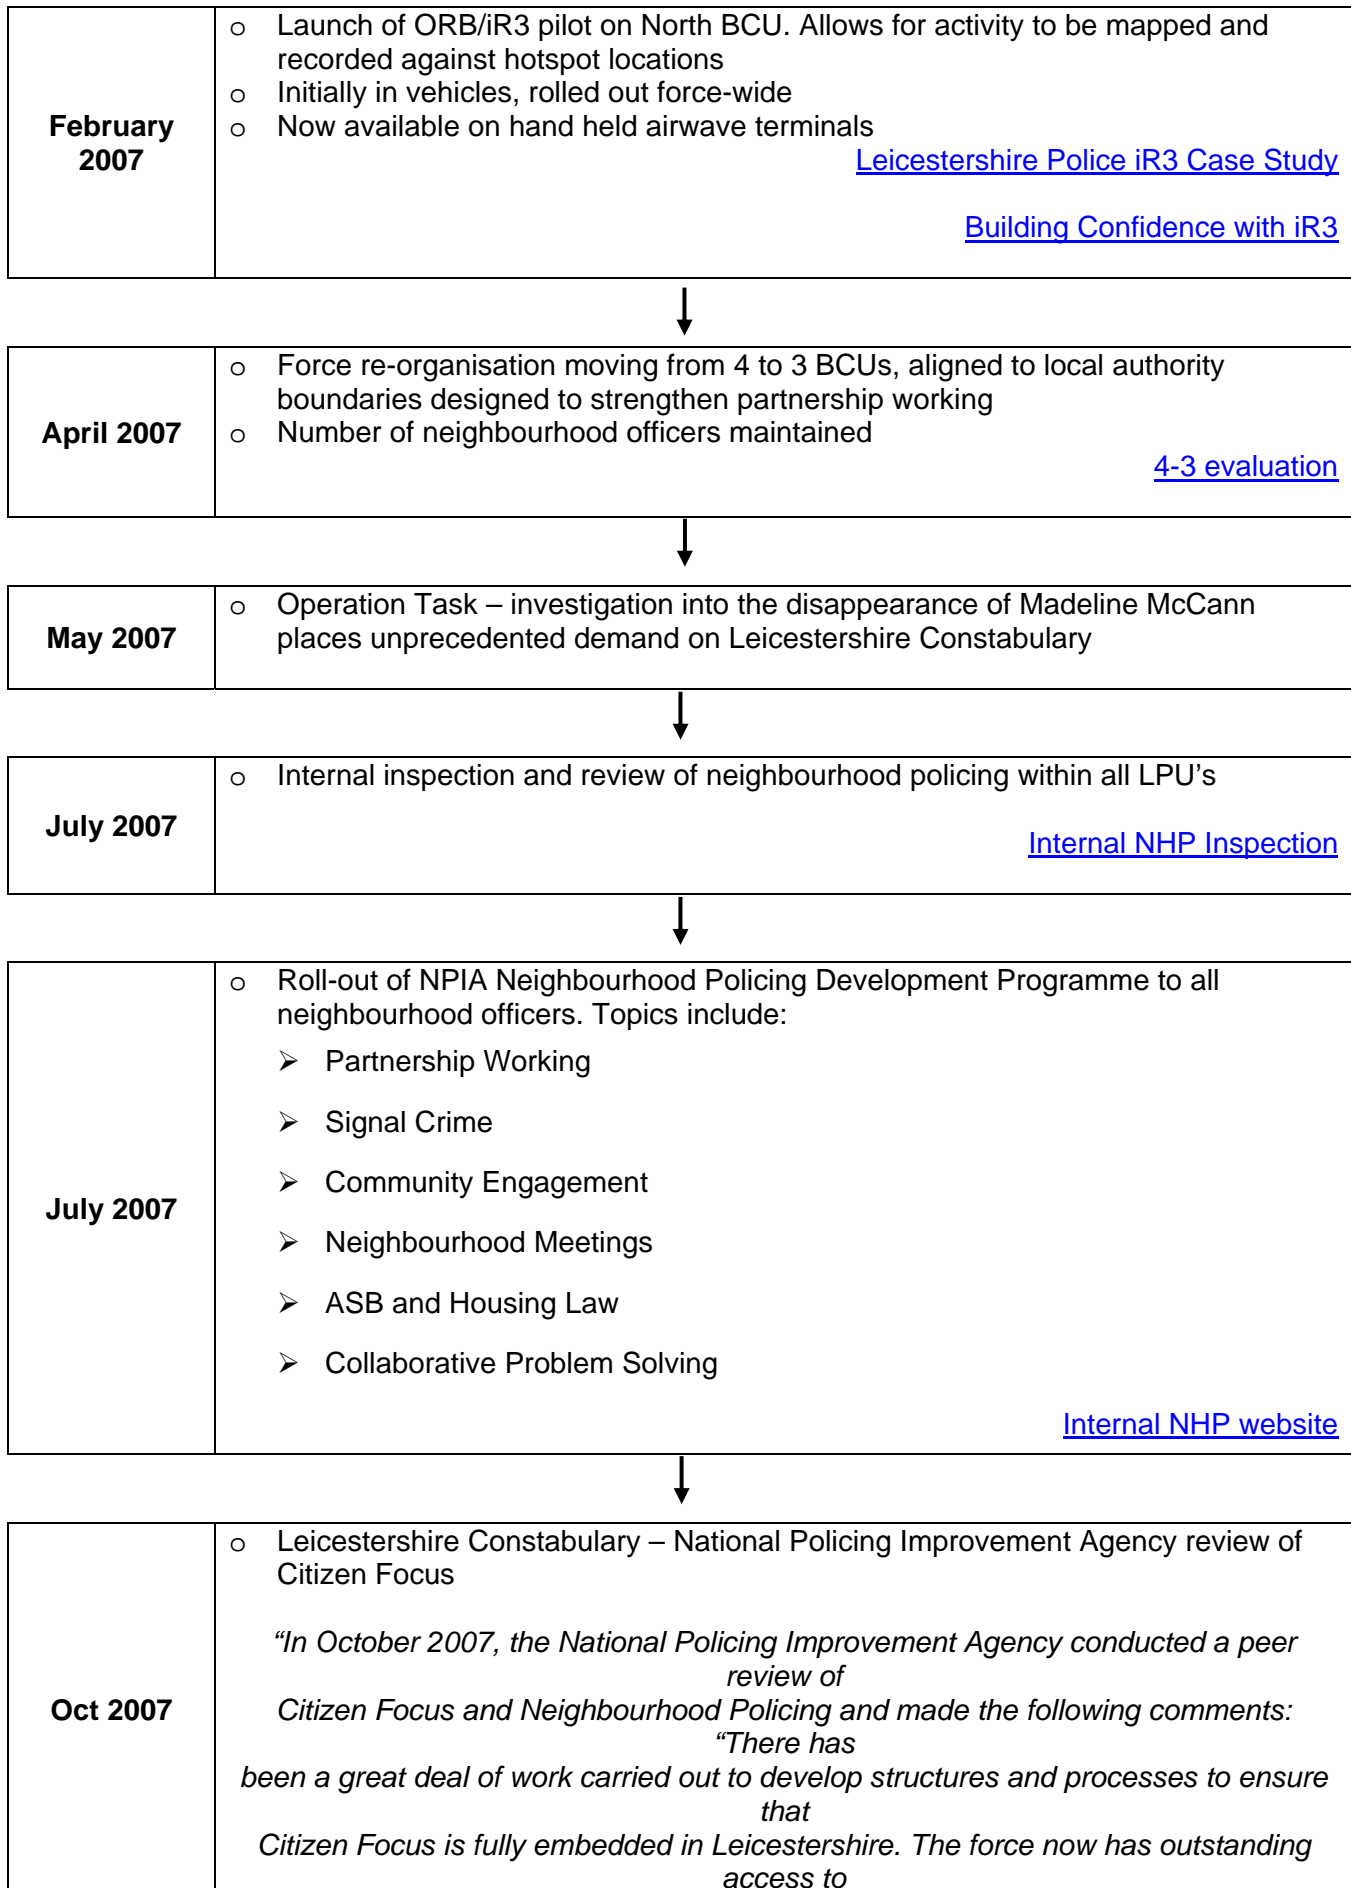 o Launch of ORB/iR3 pilot on North BCU. Allows for activity to be mapped and
recorded against hotspot locations
o Initially in vehicles, rolled out force-wide
o Now available on hand held airwave terminals
February
2007
Leicestershire Police iR3 Case Study
Building Confidence with iR3
o Force re-organisation moving from 4 to 3 BCUs, aligned to local authority
boundaries designed to strengthen partnership working
April 2007
o Number of neighbourhood officers maintained
4-3 evaluation
o Operation Task – investigation into the disappearance of Madeline McCann
May 2007
places unprecedented demand on Leicestershire Constabulary
o Internal inspection and review of neighbourhood policing within all LPU’s
July 2007
Internal NHP Inspection
o Roll-out of NPIA Neighbourhood Policing Development Programme to all
neighbourhood officers. Topics include:
➢ Partnership Working
➢ Signal Crime
➢ Community Engagement
July 2007
➢ Neighbourhood Meetings
➢ ASB and Housing Law
➢ Collaborative Problem Solving
Internal NHP website
o Leicestershire Constabulary – National Policing Improvement Agency review of
Citizen Focus
“In October 2007, the National Policing Improvement Agency conducted a peer
review of
Oct 2007
Citizen Focus and Neighbourhood Policing and made the following comments:
“There has
been a great deal of work carried out to develop structures and processes to ensure
that
Citizen Focus is fully embedded in Leicestershire. The force now has outstanding
access to